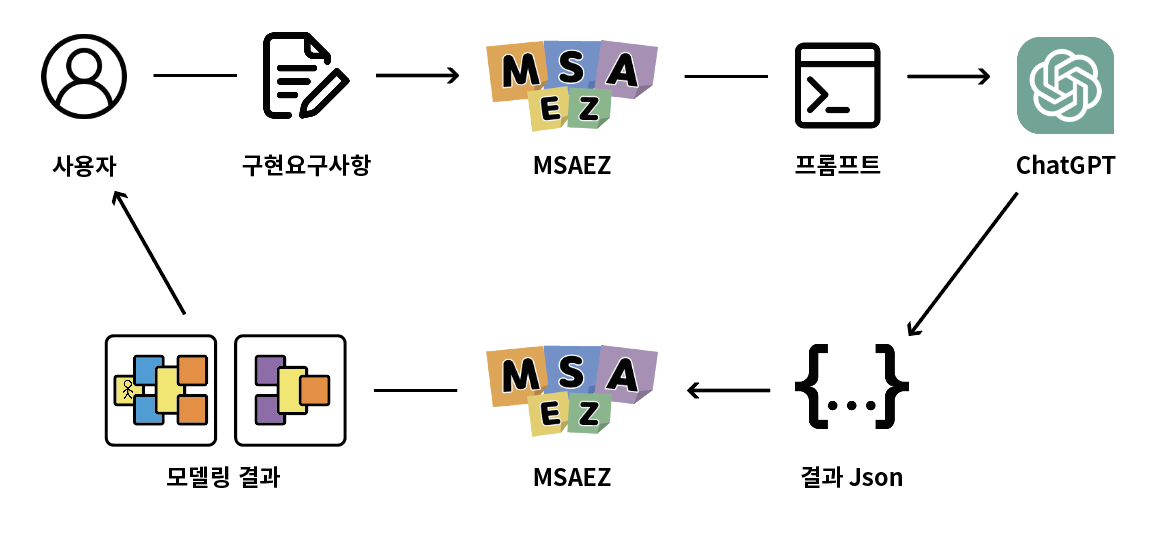 M S A
E Z
사용자
구현요구사항
MSAEZ
프롬프트
ChatGPT
M S A
E Z
{...}
모델링 결과
MSAEZ
결과 Json